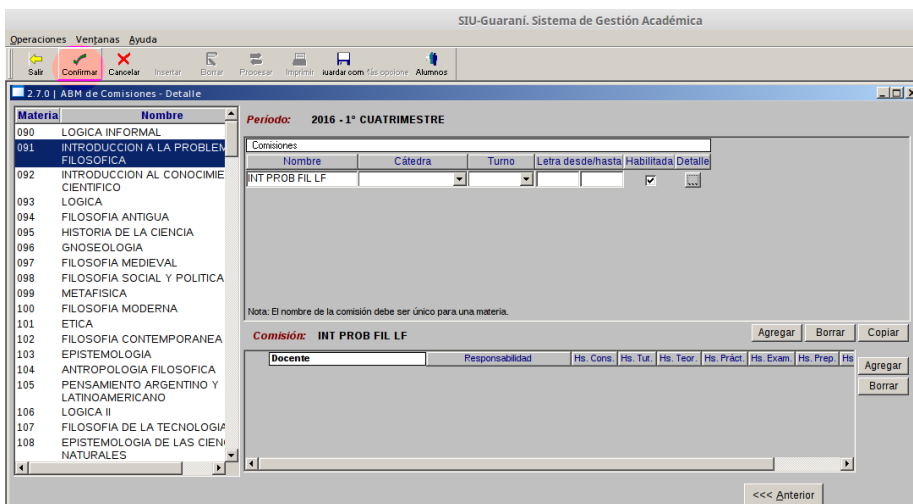 SIU-Guaraní. Sistema de Gestión Académica
Operaciones Ventanas Ayuda
Salir Confirmar Cancelar Insertar Borrar Procesar Imprimir Alumnos
2.7.0 | ABM de Comisiones - Detalle
Materia Nombre
090 LOGICA INFORMAL
091 INTRODUCCION A LA PROBLEM
FILOSOFICA
092 INTRODUCCION AL CONOCIMIE
CIENTIFICO
093 LOGICA
094 FILOSOFIA ANTIGUA
095 HISTORIA DE LA CIENCIA
096 GNOSEOLOGIA
097 FILOSOFIA MEDIEVAL
098 FILOSOFIA SOCIAL Y POLITICA
099 METAFISICA
100 FILOSOFIA MODERNA
101 ETICA
102 FILOSOFIA CONTEMPORANEA
103 EPISTEMOLOGIA
104 ANTROPOLOGIA FILOSOFICA
105 PENSAMIENTO ARGENTINO Y
LATINOAMERICANO
106 LOGICA II
107 FILOSOFIA DE LA TECNOLOGIA
108 EPISTEMOLOGIA DE LAS CIEN
NATURALES
Período: 2016 - 1° CUATRIMESTRE
Comisiones
Nombre Cátedra Turno Letra desde/hasta Habilitada Detalle
INT PROB FIL LF
Nota: El nombre de la comisión debe ser único para una materia.
Comisión: INT PROB FIL LF
Agregar Borrar Copiar
Docente Responsabilidad Hs. Cons. Hs. Tut. Hs. Teor. Hs. Práct. Hs. Exam. Hs. Prep. Hs
Agregar
Borrar
<<< Anterior